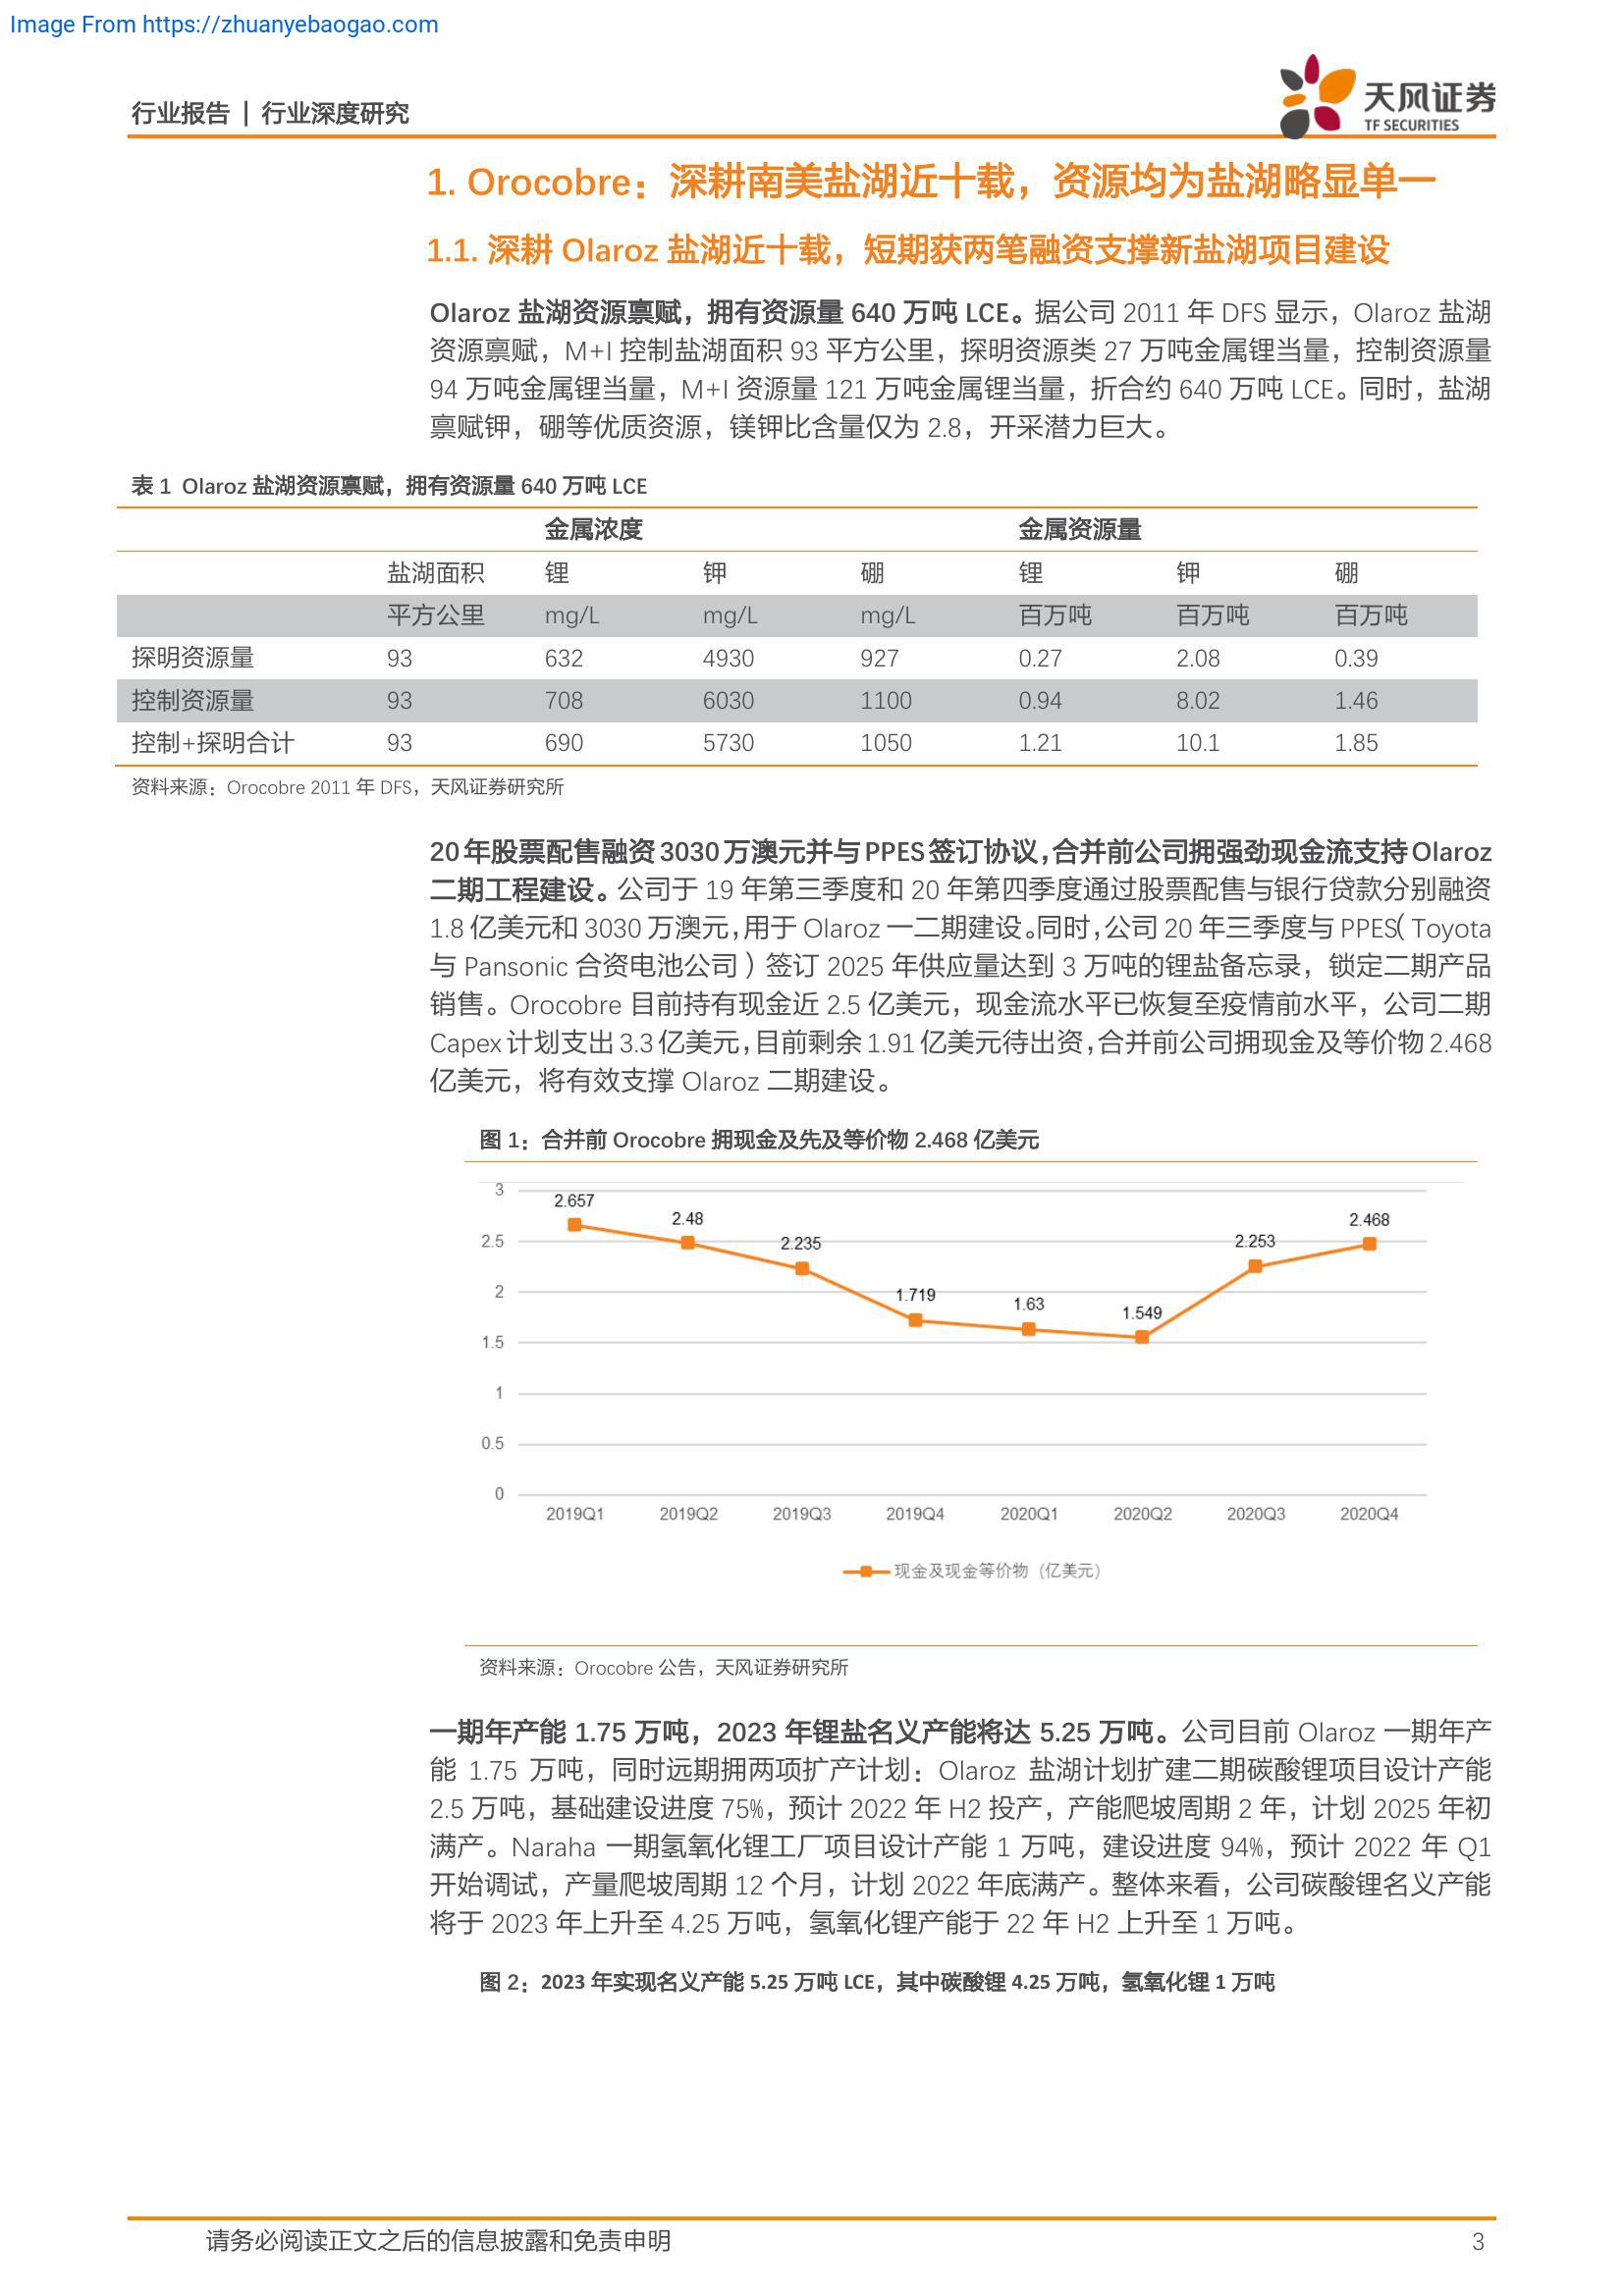 Image From https://zhuanyebaogao.com
行业报告 | 行业深度研究
天风证券
TF SECURITIES
1. Orocobre：深耕南美盐湖近十载，资源均为盐湖略显单一
1.1. 深耕 Olaroz 盐湖近十载，短期获两笔融资支撑新盐湖项目建设
Olaroz 盐湖资源禀赋，拥有资源量 640 万吨 LCE。据公司 2011 年 DFS 显示，Olaroz 盐湖
资源禀赋，M+I 控制盐湖面积 93 平方公里，探明资源类 27 万吨金属锂当量，控制资源量
94 万吨金属锂当量，M+I 资源量 121 万吨金属锂当量，折合约 640 万吨 LCE。同时，盐湖
禀赋钾，硼等优质资源，镁钾比含量仅为 2.8，开采潜力巨大。
表 1 Olaroz 盐湖资源禀赋，拥有资源量 640 万吨 LCE
金属浓度 金属资源量
盐湖面积 锂 钾 硼 锂 钾 硼
平方公里 mg/L mg/L mg/L 百万吨 百万吨 百万吨
探明资源量 93 632 4930 927 0.27 2.08 0.39
控制资源量 93 708 6030 1100 0.94 8.02 1.46
控制+探明合计 93 690 5730 1050 1.21 10.1 1.85
资料来源：Orocobre 2011 年 DFS，天风证券研究所
20 年股票配售融资 3030 万澳元并与 PPES 签订协议，合并前公司拥强劲现金流支持 Olaroz
二期工程建设。公司于 19 年第三季度和 20 年第四季度通过股票配售与银行贷款分别融资
1.8 亿美元和 3030 万澳元，用于 Olaroz 一二期建设。同时，公司 20 年三季度与 PPES（Toyota
与 Pansonic 合资电池公司）签订 2025 年供应量达到 3 万吨的锂盐备忘录，锁定二期产品
销售。Orocobre 目前持有现金近 2.5 亿美元，现金流水平已恢复至疫情前水平，公司二期
Capex 计划支出 3.3 亿美元，目前剩余 1.91 亿美元待出资，合并前公司拥现金及等价物 2.468
亿美元，将有效支撑 Olaroz 二期建设。
图 1：合并前 Orocobre 拥现金及先及等价物 2.468 亿美元
3
2.5
2
1.5
1
0.5
0
2.657
2.48
2.235
1.719
1.63
1.549
2.253
2.468
2019Q1 2019Q2 2019Q3 2019Q4 2020Q1 2020Q2 2020Q3 2020Q4
现金及现金等价物（亿美元）
资料来源：Orocobre 公告，天风证券研究所
一期年产能 1.75 万吨，2023 年锂盐名义产能将达 5.25 万吨。公司目前 Olaroz 一期年产
能 1.75 万吨，同时远期拥两项扩产计划：Olaroz 盐湖计划扩建二期碳酸锂项目设计产能
2.5 万吨，基础建设进度 75%，预计 2022 年 H2 投产，产能爬坡周期 2 年，计划 2025 年初
满产。Naraha 一期氢氧化锂工厂项目设计产能 1 万吨，建设进度 94%，预计 2022 年 Q1
开始调试，产量爬坡周期 12 个月，计划 2022 年底满产。整体来看，公司碳酸锂名义产能
将于 2023 年上升至 4.25 万吨，氢氧化锂产能于 22 年 H2 上升至 1 万吨。
图 2：2023 年实现名义产能 5.25 万吨 LCE，其中碳酸锂 4.25 万吨，氢氧化锂 1 万吨
请务必阅读正文之后的信息披露和免责申明 3